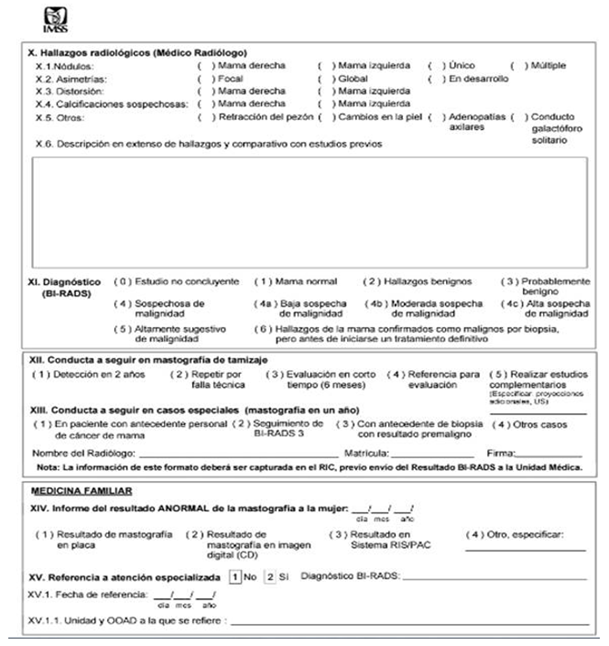 IMSS
X. Hallazgos radiológicos (Médico Radiólogo)
X.1.Nódulos: ( ) Mama derecha ( ) Mama izquierda ( ) Único ( ) Múltiple
X.2. Asimetrías: ( ) Focal ( ) Global ( ) En desarrollo
X.3. Distorsión: ( ) Mama derecha ( ) Mama izquierda
X.4. Calcificaciones sospechosas: ( ) Mama derecha ( ) Mama izquierda
X.5. Otros: ( ) Retracción del pezón ( ) Cambios en la piel ( ) Adenopatías axilares ( ) Conducto galactóforo solitario
X.6. Descripción en extenso de hallazgos y comparativo con estudios previos
XI. Diagnóstico (BI-RADS) ( 0 ) Estudio no concluyente ( 1 ) Mama normal ( 2 ) Hallazgos benignos ( 3 ) Probablemente benigno
( 4 ) Sospechosa de malignidad ( 4a ) Baja sospecha de malignidad ( 4b ) Moderada sospecha de malignidad ( 4c ) Alta sospecha de malignidad
( 5 ) Altamente sugestivo de malignidad ( 6 ) Hallazgos de la mama confirmados como malignos por biopsia, pero antes de iniciarse un tratamiento definitivo
XII. Conducta a seguir en mastografía de tamizaje
( 1 ) Detección en 2 años ( 2 ) Repetir por falla técnica ( 3 ) Evaluación en corto tiempo (6 meses) ( 4 ) Referencia para evaluación ( 5 ) Realizar estudios complementarios (Especificar: proyecciones adicionales, US)
XIII. Conducta a seguir en casos especiales (mastografía en un año)
( 1 ) En paciente con antecedente personal de cáncer de mama ( 2 ) Seguimiento de BI-RADS 3 ( 3 ) Con antecedente de biopsia con resultado premaligno ( 4 ) Otros casos
Nombre del Radiólogo: Matrícula: Firma:
Nota: La información de este formato deberá ser capturada en el RIC, previo envío del Resultado BI-RADS a la Unidad Médica.
MEDICINA FAMILIAR
XIV. Informe del resultado ANORMAL de la mastografía a la mujer: __/__/__
día mes año
( 1 ) Resultado de mastografía en placa ( 2 ) Resultado de mastografía en imagen digital (CD) ( 3 ) Resultado en Sistema RIS/PAC ( 4 ) Otro, especificar:
XV. Referencia a atención especializada 1 No 2 Si Diagnóstico BI-RADS:
XV.1. Fecha de referencia: __/__/__
día mes año
XV.1.1. Unidad y OOAD a la que se refiere :